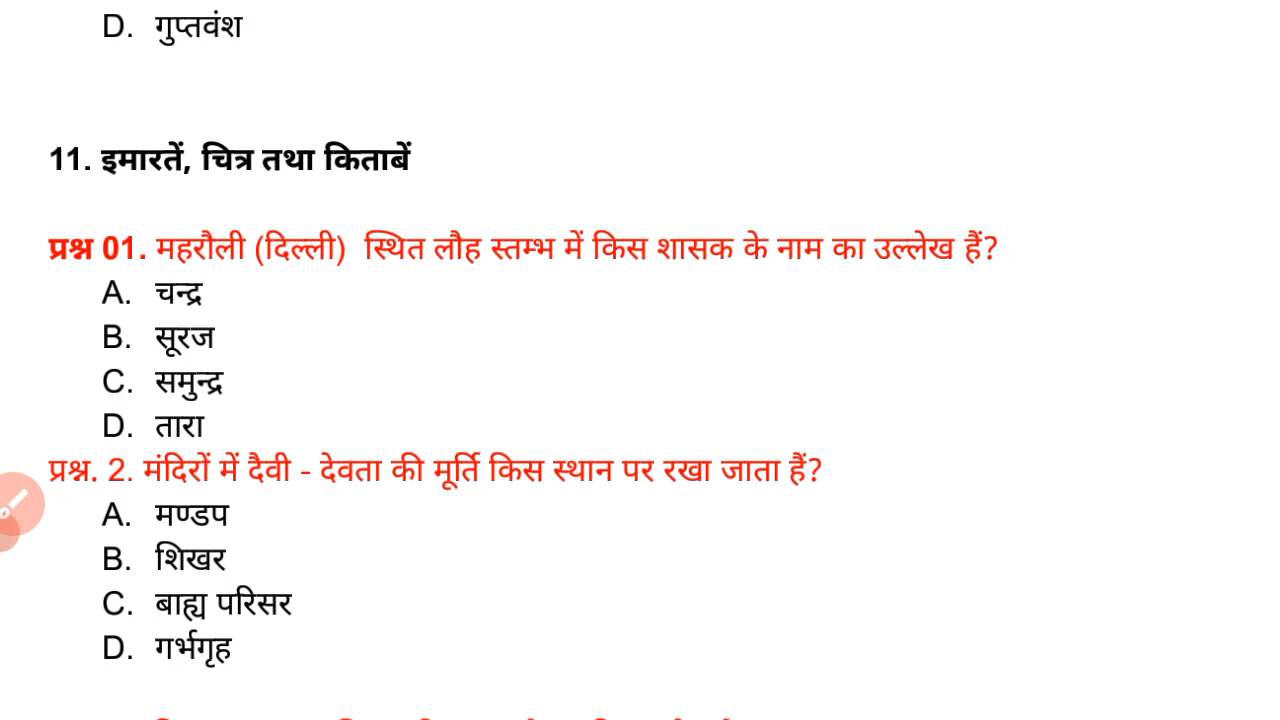 D. गुप्तवंश
11. इमारतें, चित्र तथा किताबें
प्रश्न 01. महरौली (दिल्ली) स्थित लौह स्तम्भ में किस शासक के नाम का उल्लेख हैं?
A. चन्द्र
B. सूरज
C. समुन्द्र
D. तारा
प्रश्न. 2. मंदिरों में दैवी - देवता की मूर्ति किस स्थान पर रखा जाता हैं?
A. मण्डप
B. शिखर
C. बाह्य परिसर
D. गर्भगृह